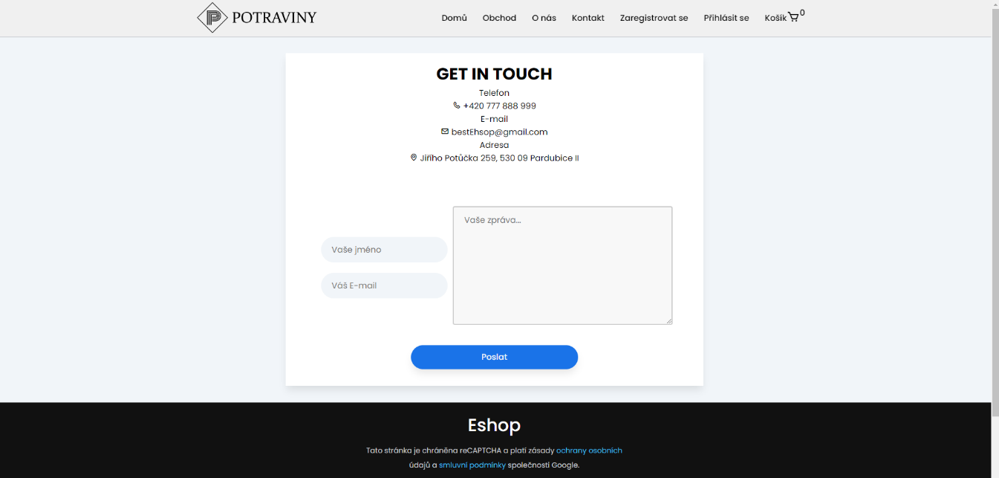 POTRAVINY
Domů Obchod O nás Kontakt Zaregistrovat se Přihlásit se Košík 0
GET IN TOUCH
Telefon
+420 777 888 999
E-mail
bestEhsop@gmail.com
Adresa
Jiřího Potůčka 259, 530 09 Pardubice II
Vaše zpráva...
Vaše jméno
Váš E-mail
Poslat
Eshop
Tato stránka je chráněna reCAPTCHA a platí zásady ochrany osobních
údajů a smluvní podmínky společnosti Google.